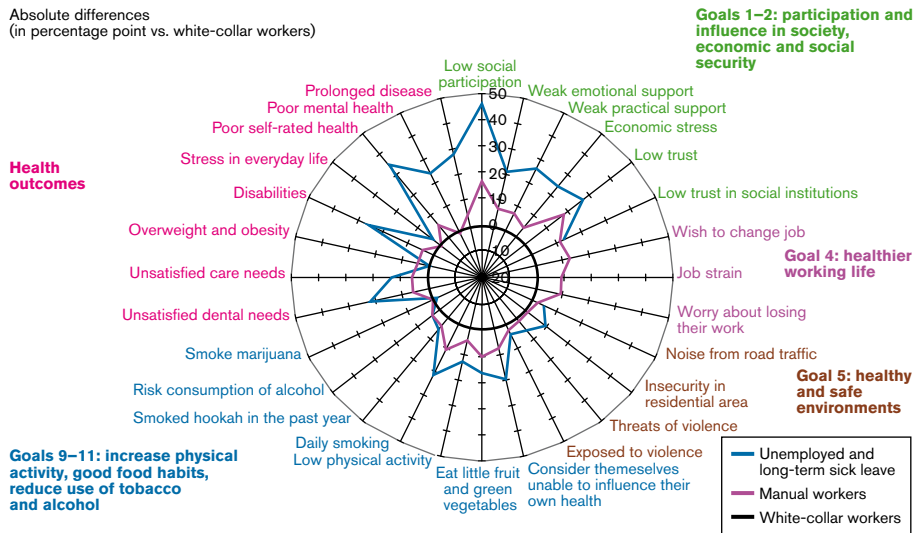 Absolute differences
(in percentage point vs. white-collar workers)
Goals 1–2: participation and
influence in society,
economic and social
security
Low social
participation
Weak emotional support
Weak practical support
Economic stress
Low trust
Low trust in social institutions
Wish to change job
Goal 4: healthier
working life
Job strain
Worry about losing
their work
Noise from road traffic
Goal 5: healthy
and safe
environments
Insecurity in
residential area
Threats of violence
Exposed to violence
Consider themeselves
unable to influence their
own health
Eat little fruit
and green
vegetables
Low physical activity
Daily smoking
Smoked hookah in the past year
Risk consumption of alcohol
Smoke marijuana
Goals 9–11: increase physical
activity, good food habits,
reduce use of tobacco
and alcohol
Unsatisfied dental needs
Unsatisfied care needs
Overweight and obesity
Disabilities
Health
outcomes
Stress in everyday life
Poor self-rated health
Poor mental health
Prolonged disease
50
40
30
20
10
0
-10
-20
Unemployed and
long-term sick leave
Manual workers
White-collar workers